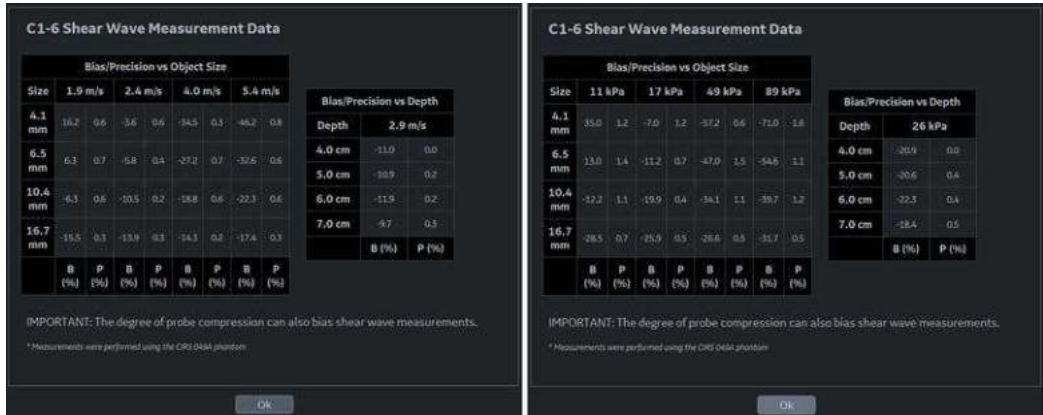 C1-6 Shear Wave Measurement Data
Bias/Precision vs Object Size
Size 1.9 m/s 2.4 m/s 4.0 m/s 5.4 m/s
4.1 mm 16.2 0.6 -3.6 0.6 -34.5 0.3 -46.2 0.8
6.5 mm 6.3 0.7 -5.8 0.4 -27.2 0.7 -32.6 0.6
10.4 mm -6.3 0.6 -10.5 0.2 -18.8 0.6 -22.3 0.6
16.7 mm -15.5 0.3 -13.9 0.3 -14.3 0.2 -17.4 0.3
B (%) P (%) B (%) P (%) B (%) P (%) B (%) P (%)
Bias/Precision vs Depth
Depth 2.9 m/s
4.0 cm -11.0 0.0
5.0 cm -10.9 0.2
6.0 cm -11.9 0.2
7.0 cm -9.7 0.3
B (%) P (%)
IMPORTANT: The degree of probe compression can also bias shear wave measurements.
* Measurements were performed using the CIRS 049A phantom
Ok
C1-6 Shear Wave Measurement Data
Bias/Precision vs Object Size
Size 11 kPa 17 kPa 49 kPa 89 kPa
4.1 mm 35.0 1.2 -7.0 1.2 -57.2 0.6 -71.0 1.8
6.5 mm 13.0 1.4 -11.2 0.7 -47.0 1.5 -54.6 1.1
10.4 mm -12.2 1.1 -19.9 0.4 -34.1 1.1 -39.7 1.2
16.7 mm -28.5 0.7 -25.9 0.5 -26.6 0.5 -31.7 0.5
B (%) P (%) B (%) P (%) B (%) P (%) B (%) P (%)
Bias/Precision vs Depth
Depth 26 kPa
4.0 cm -20.9 0.0
5.0 cm -20.6 0.4
6.0 cm -22.3 0.4
7.0 cm -18.4 0.5
B (%) P (%)
IMPORTANT: The degree of probe compression can also bias shear wave measurements.
* Measurements were performed using the CIRS 049A phantom
Ok